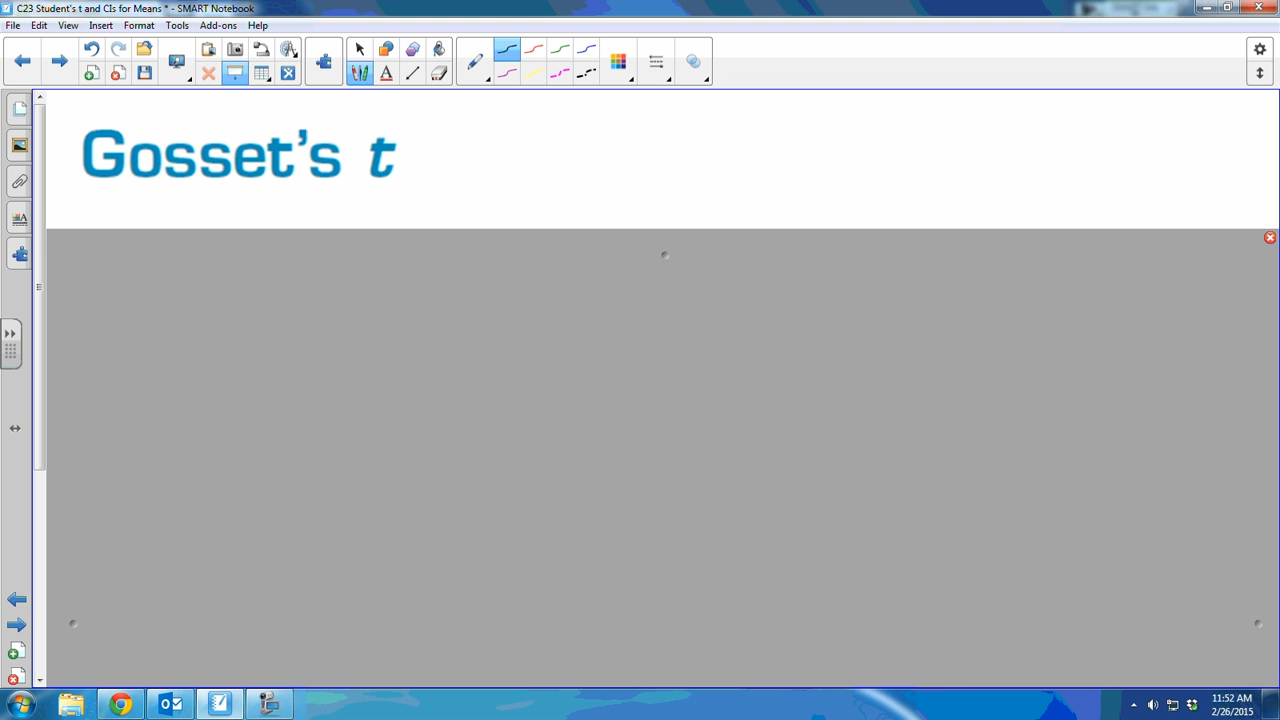 C23 Student's t and CIs for Means * - SMART Notebook
File Edit View Insert Format Tools Add-ons Help
Gosset's t
11:52 AM
2/26/2015